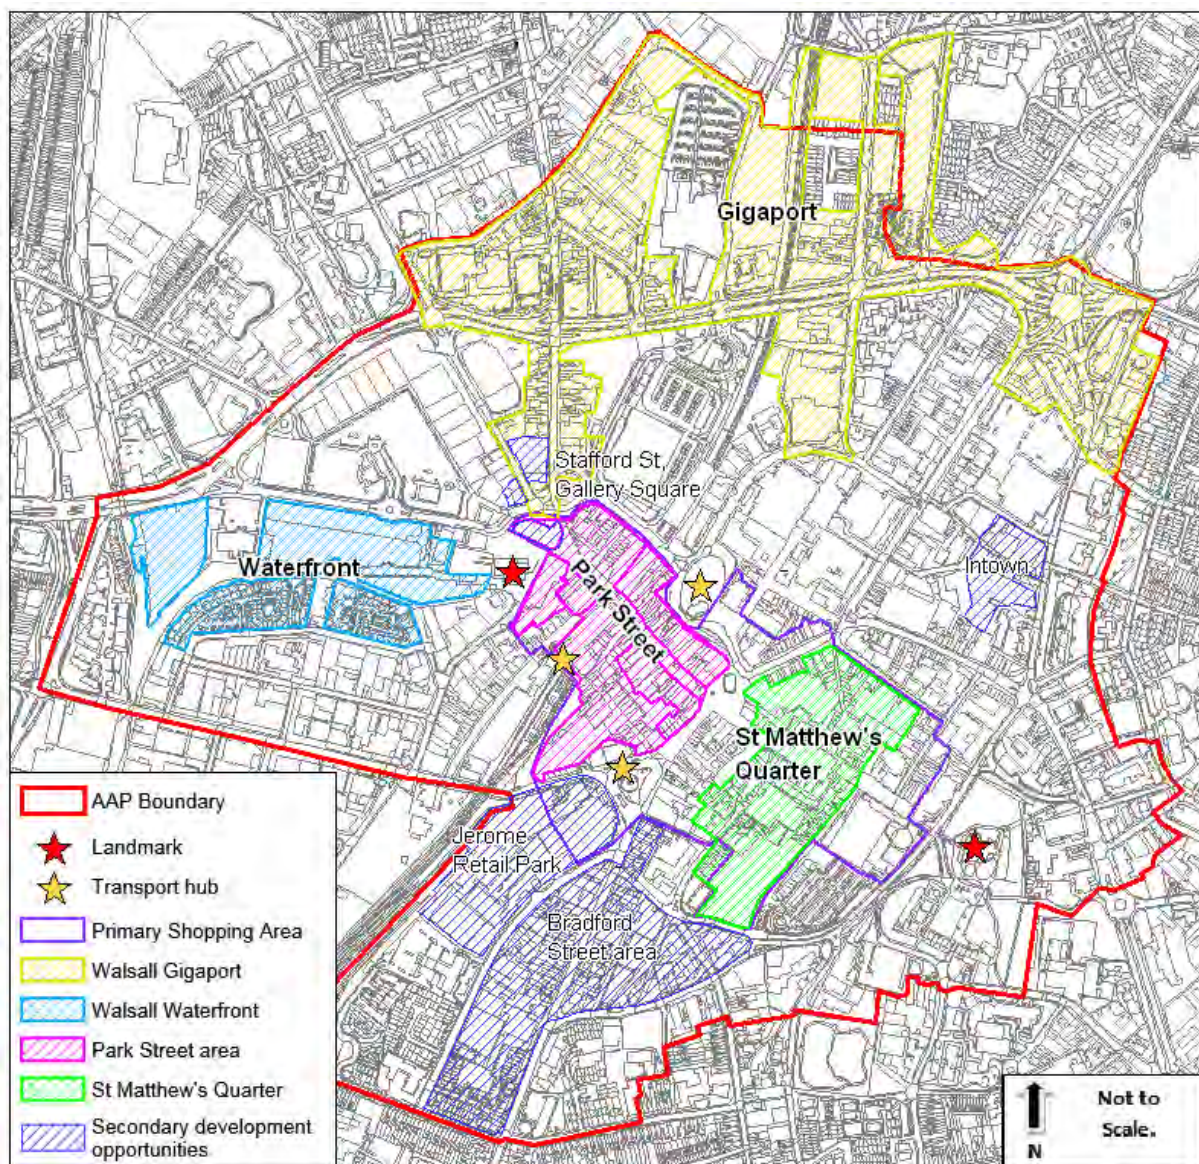 Gigaport
Stafford St,
Gallery Square
Waterfront
Park Street
Intown
St Matthew's
Quarter
Jerome
Retail Park
Bradford
Street area
AAP Boundary
Landmark
Transport hub
Primary Shopping Area
Walsall Gigaport
Walsall Waterfront
Park Street area
St Matthew's Quarter
Secondary development
opportunities
Not to
Scale.
N